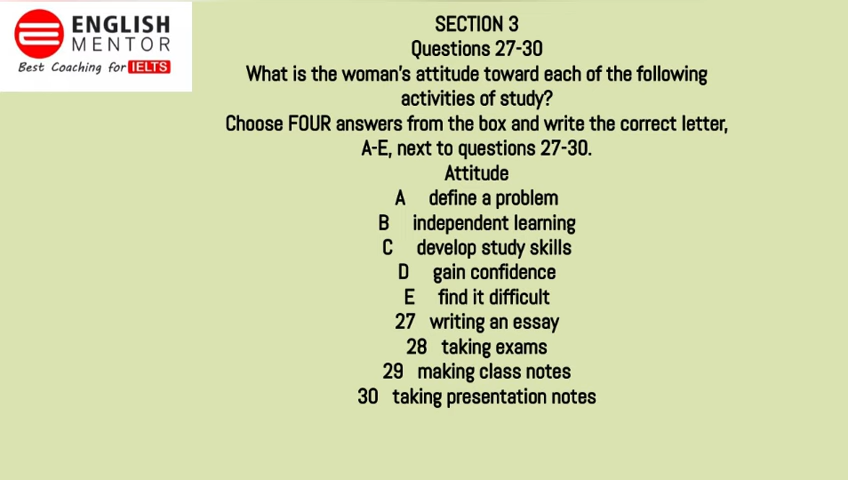 ENGLISH
MENTOR
Best Coaching for IELTS
SECTION 3
Questions 27-30
What is the woman's attitude toward each of the following
activities of study?
Choose FOUR answers from the box and write the correct letter,
A-E, next to questions 27-30.
Attitude
A define a problem
B independent learning
C develop study skills
D gain confidence
E find it difficult
27 writing an essay
28 taking exams
29 making class notes
30 taking presentation notes